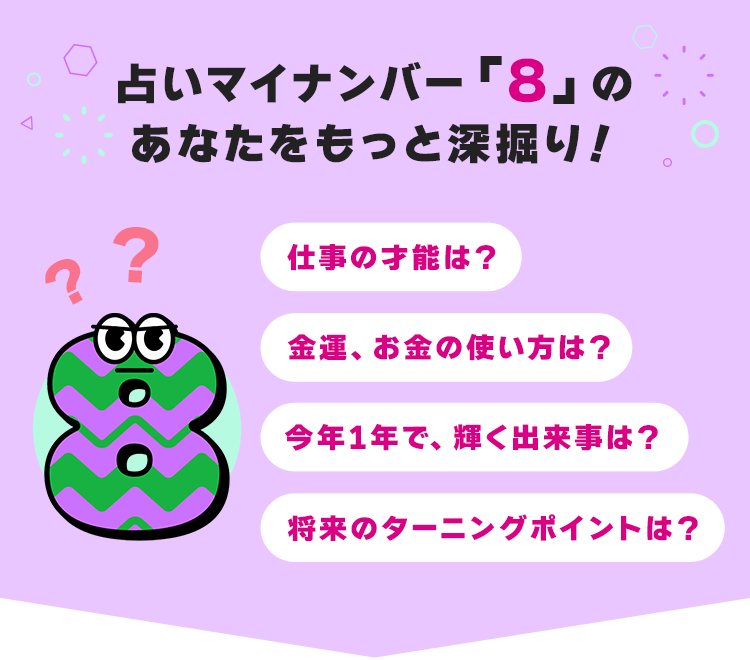 占いマイナンバー「8」の
あなたをもっと深掘り!
? ?
仕事の才能は?
金運、お金の使い方は?
今年1年で、輝く出来事は?
将来のターニングポイントは?